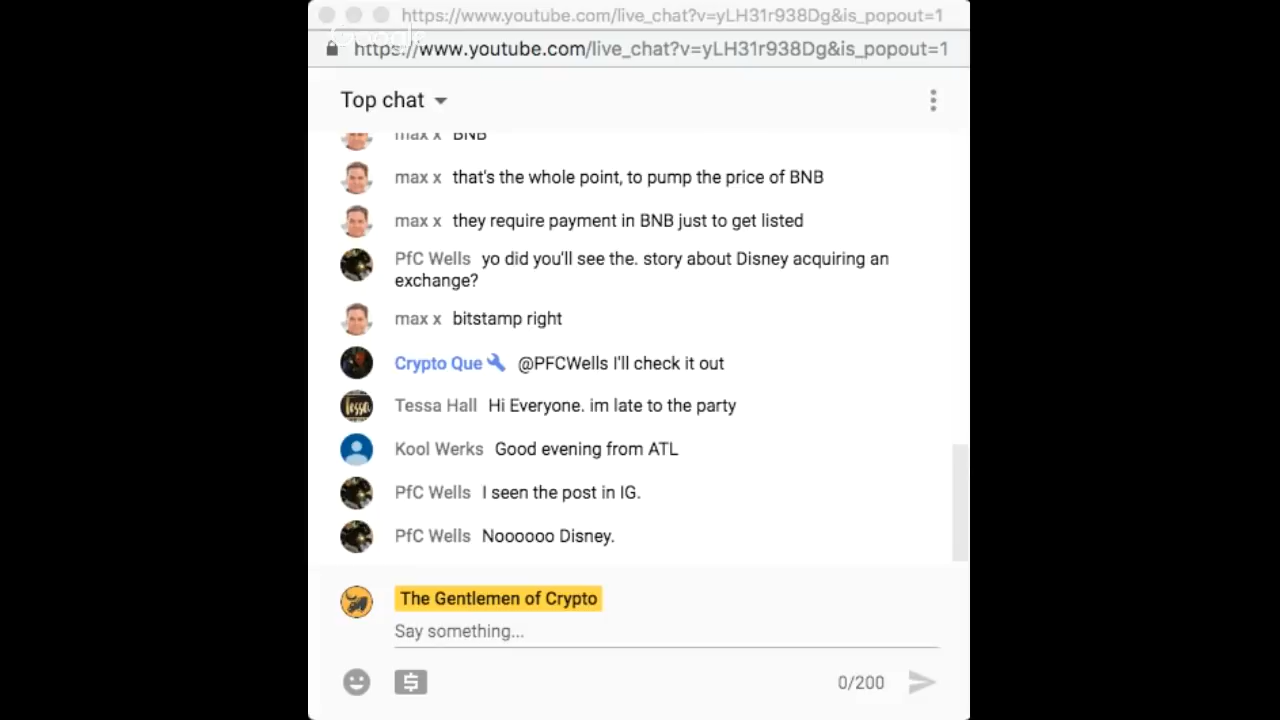 https://www.youtube.com/live_chat?v=yLH31r938Dg&is_popout=1
Google
https://www.youtube.com/live_chat?v=yLH31r938Dg&is_popout=1
Top chat
max x BNB
max x that's the whole point, to pump the price of BNB
max x they require payment in BNB just to get listed
PfC Wells yo did you'll see the. story about Disney acquiring an
exchange?
max x bitstamp right
Crypto Que @PFCWells I'll check it out
Tessa Hall Hi Everyone. im late to the party
Kool Werks Good evening from ATL
PfC Wells I seen the post in IG.
PfC Wells Noooooo Disney.
The Gentlemen of Crypto
Say something...
0/200